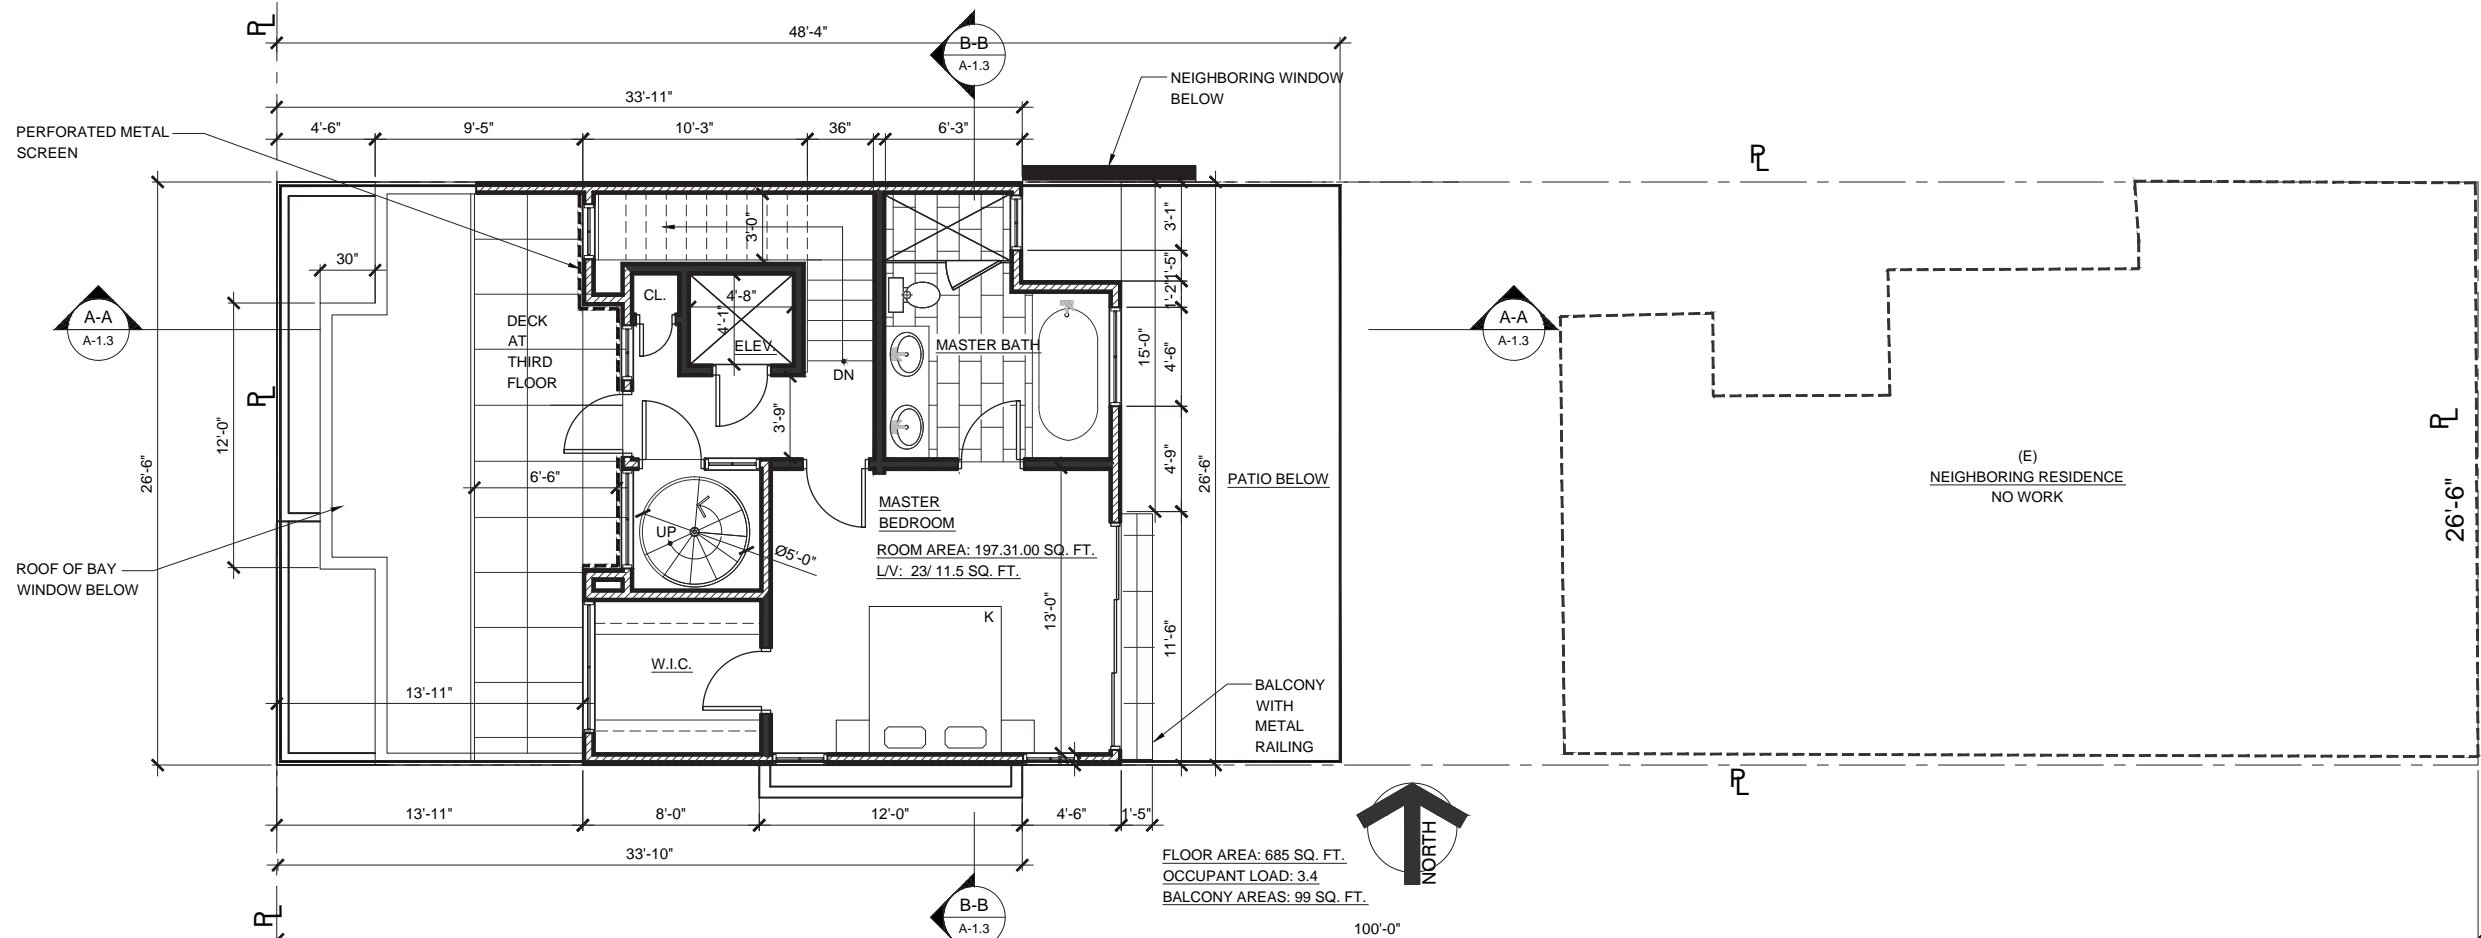 PL
48'-4"
B-B
A-1.3
NEIGHBORING WINDOW
BELOW
33'-11"
PERFORATED METAL
SCREEN
4'-6"
9'-5"
10'-3"
36"
6'-3"
PL
30"
3'-0"
3'-1"
1'-5"
1'-2"
CL.
4'-8"
4'-1"
ELEV.
A-A
A-1.3
DECK
AT
THIRD
FLOOR
MASTER BATH
DN
15'-0"
4'-6"
A-A
A-1.3
PL
12'-0"
26'-6"
3'-9"
4'-9"
26'-6"
PATIO BELOW
(E)
NEIGHBORING RESIDENCE
NO WORK
PL
26'-6"
6'-6"
UP
Ø5'-0"
MASTER
BEDROOM
ROOM AREA: 197.31.00 SQ. FT.
L/V: 23/ 11.5 SQ. FT.
ROOF OF BAY
WINDOW BELOW
K
13'-0"
11'-6"
W.I.C.
13'-11"
BALCONY
WITH
METAL
RAILING
PL
13'-11"
8'-0"
12'-0"
4'-6"
1'-5"
33'-10"
NORTH
FLOOR AREA: 685 SQ. FT.
OCCUPANT LOAD: 3.4
BALCONY AREAS: 99 SQ. FT.
PL
B-B
A-1.3
100'-0"